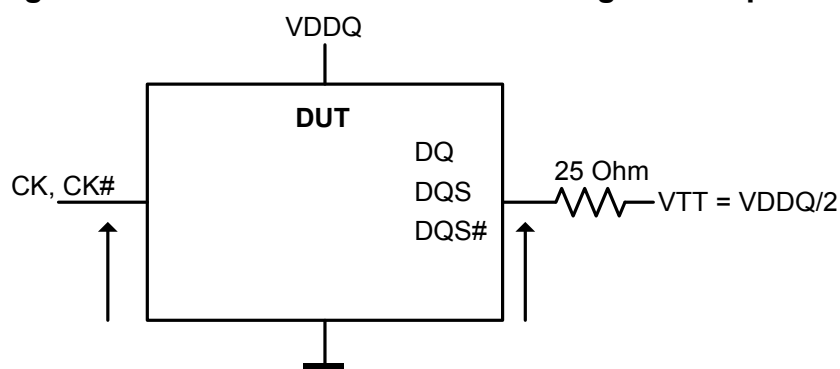 VDDQ
DUT
DQ
25 Ohm
CK, CK#
DQS
VTT = VDDQ/2
DQS#